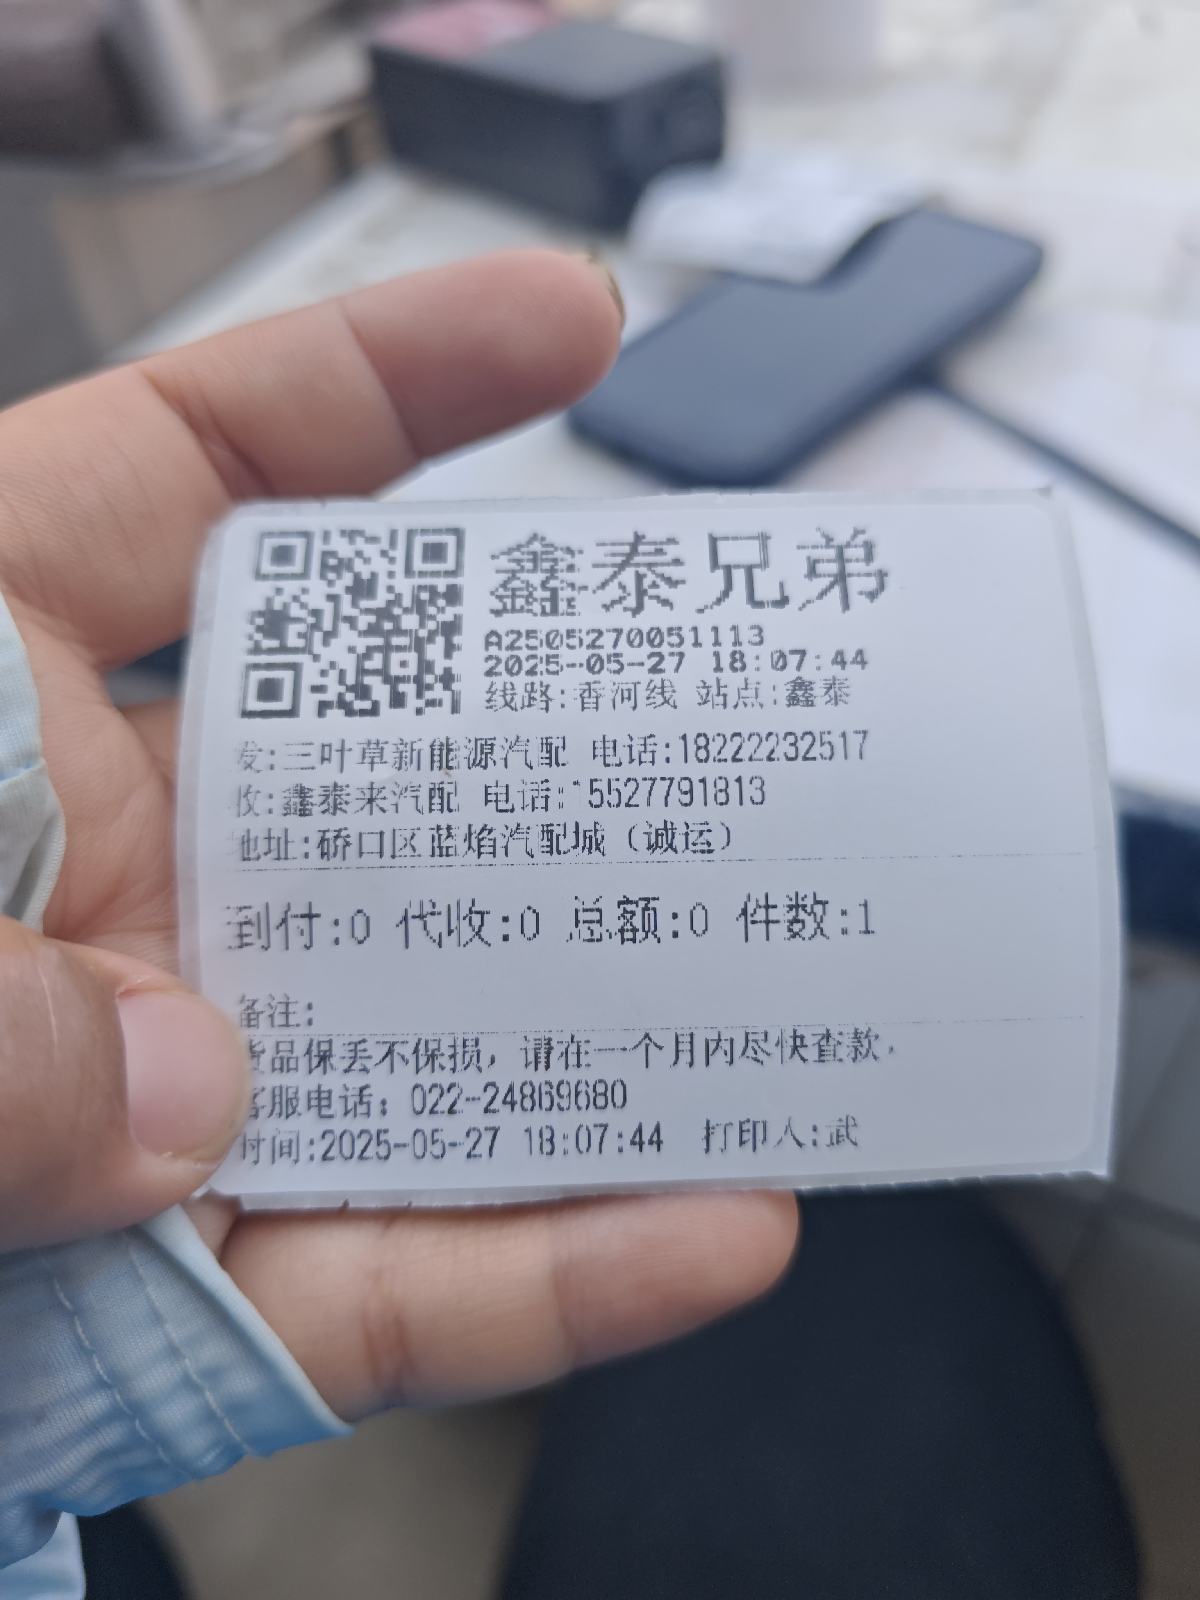 鑫泰兄弟
A2505270051113
2025-05-27 18:07:44
线路:香河线 站点:鑫泰
发:三叶草新能源汽配 电话:18222232517
收:鑫泰来汽配 电话:15527791813
地址:硚口区蓝焰汽配城（诚运）
到付:0 代收:0 总额:0 件数:1
备注:
货品保丢不保损，请在一个月内尽快查款，
客服电话：022-24869680
时间:2025-05-27 18:07:44 打印人:武